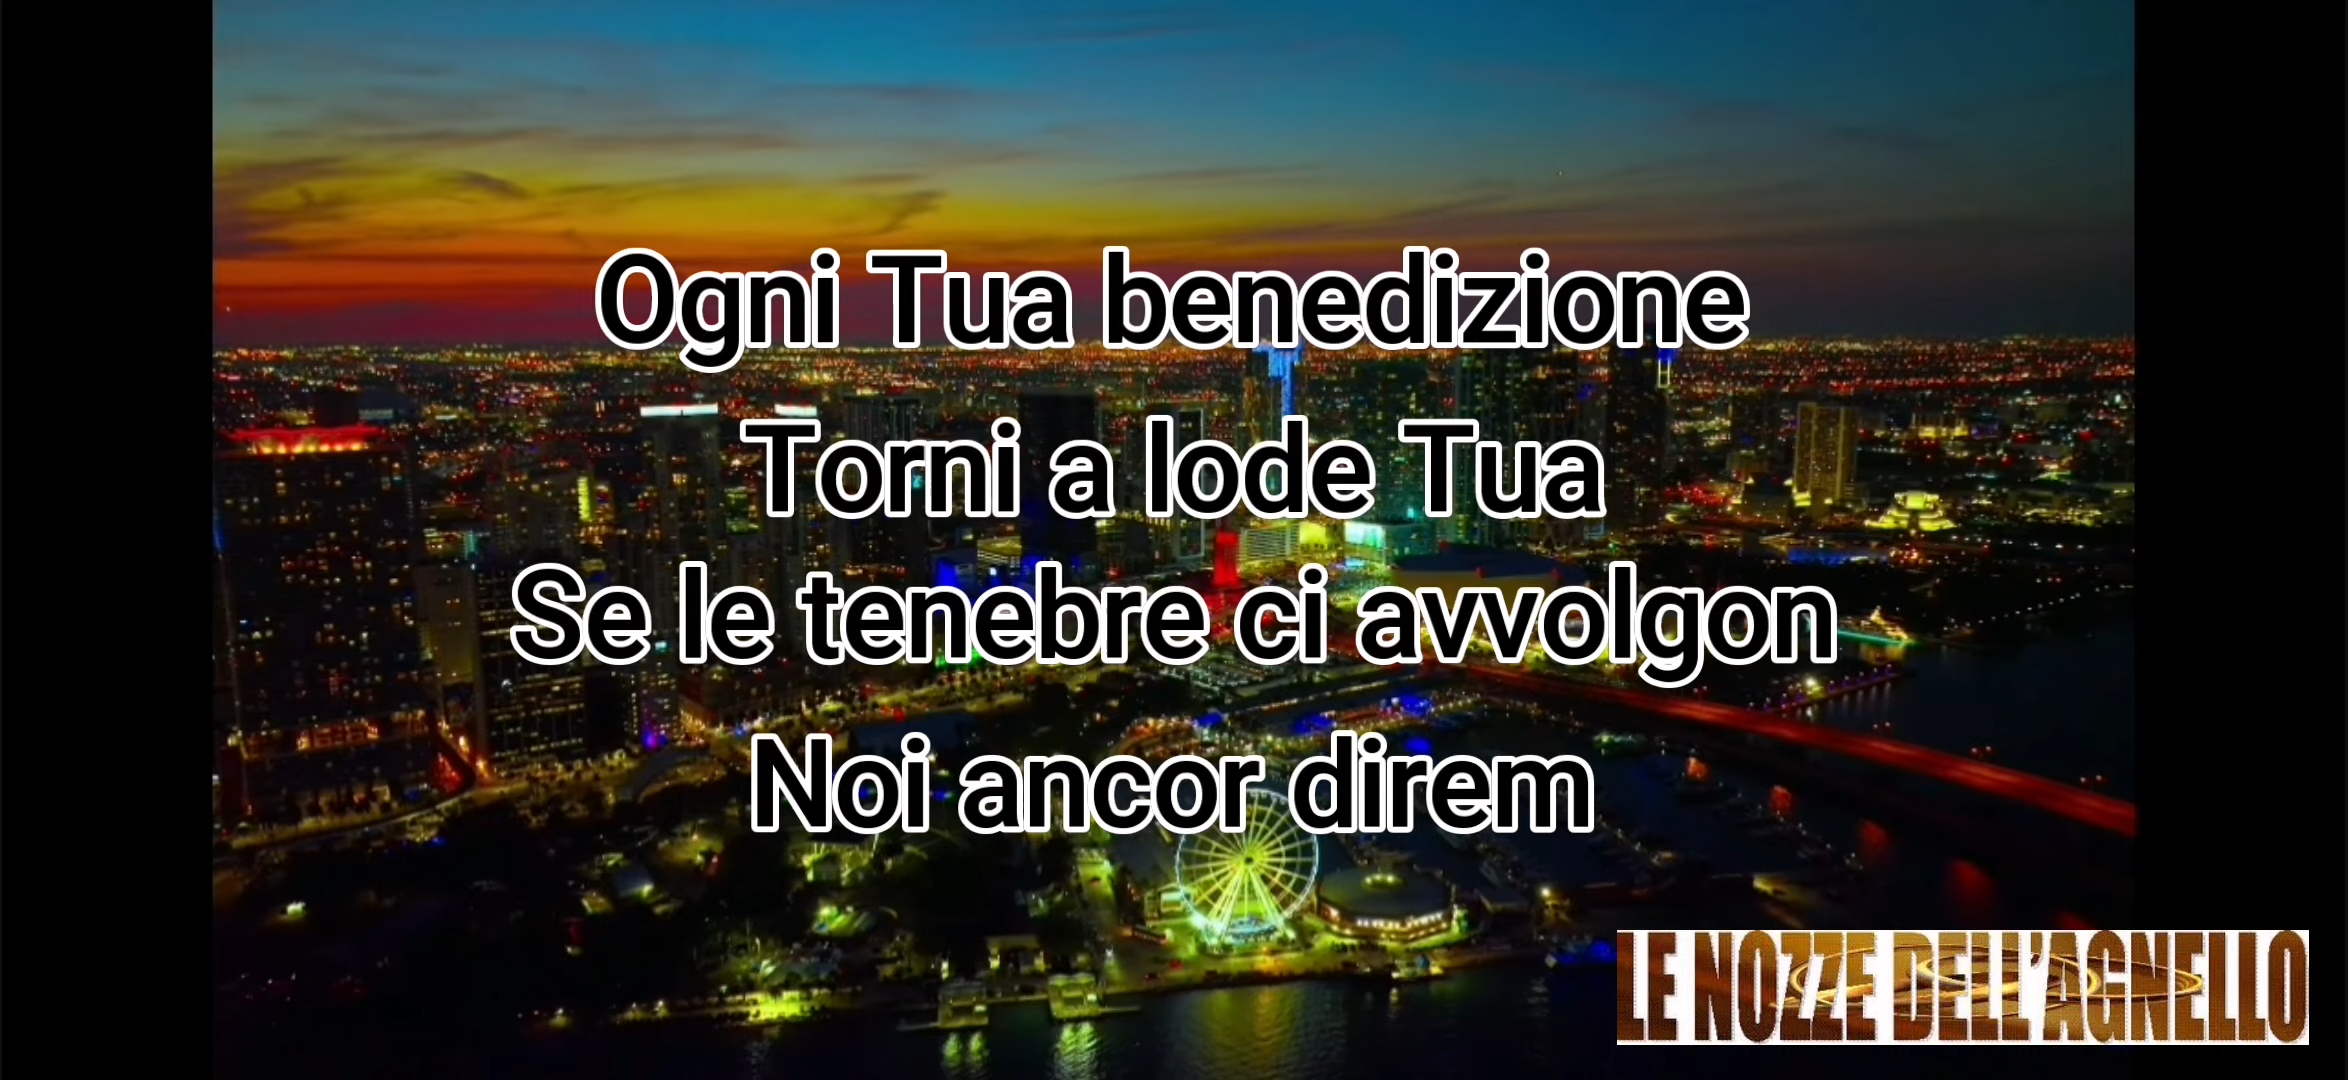 Ogni Tua benedizione
Torni a lode Tua
Se le tenebre ci avvolgon
Noi ancor direm
LE NOZZE DELL'AGNELLO